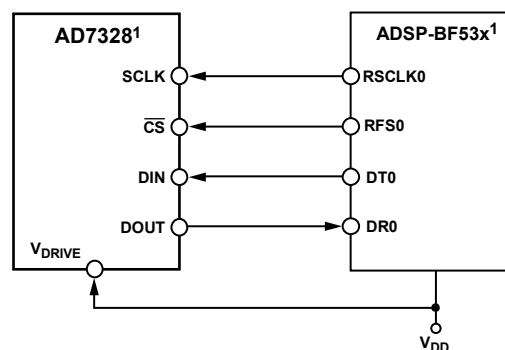 AD7328¹
ADSP-BF53x¹
SCLK
RSCLK0
CS
RFS0
DIN
DT0
DOUT
DR0
VDRIVE
VDD